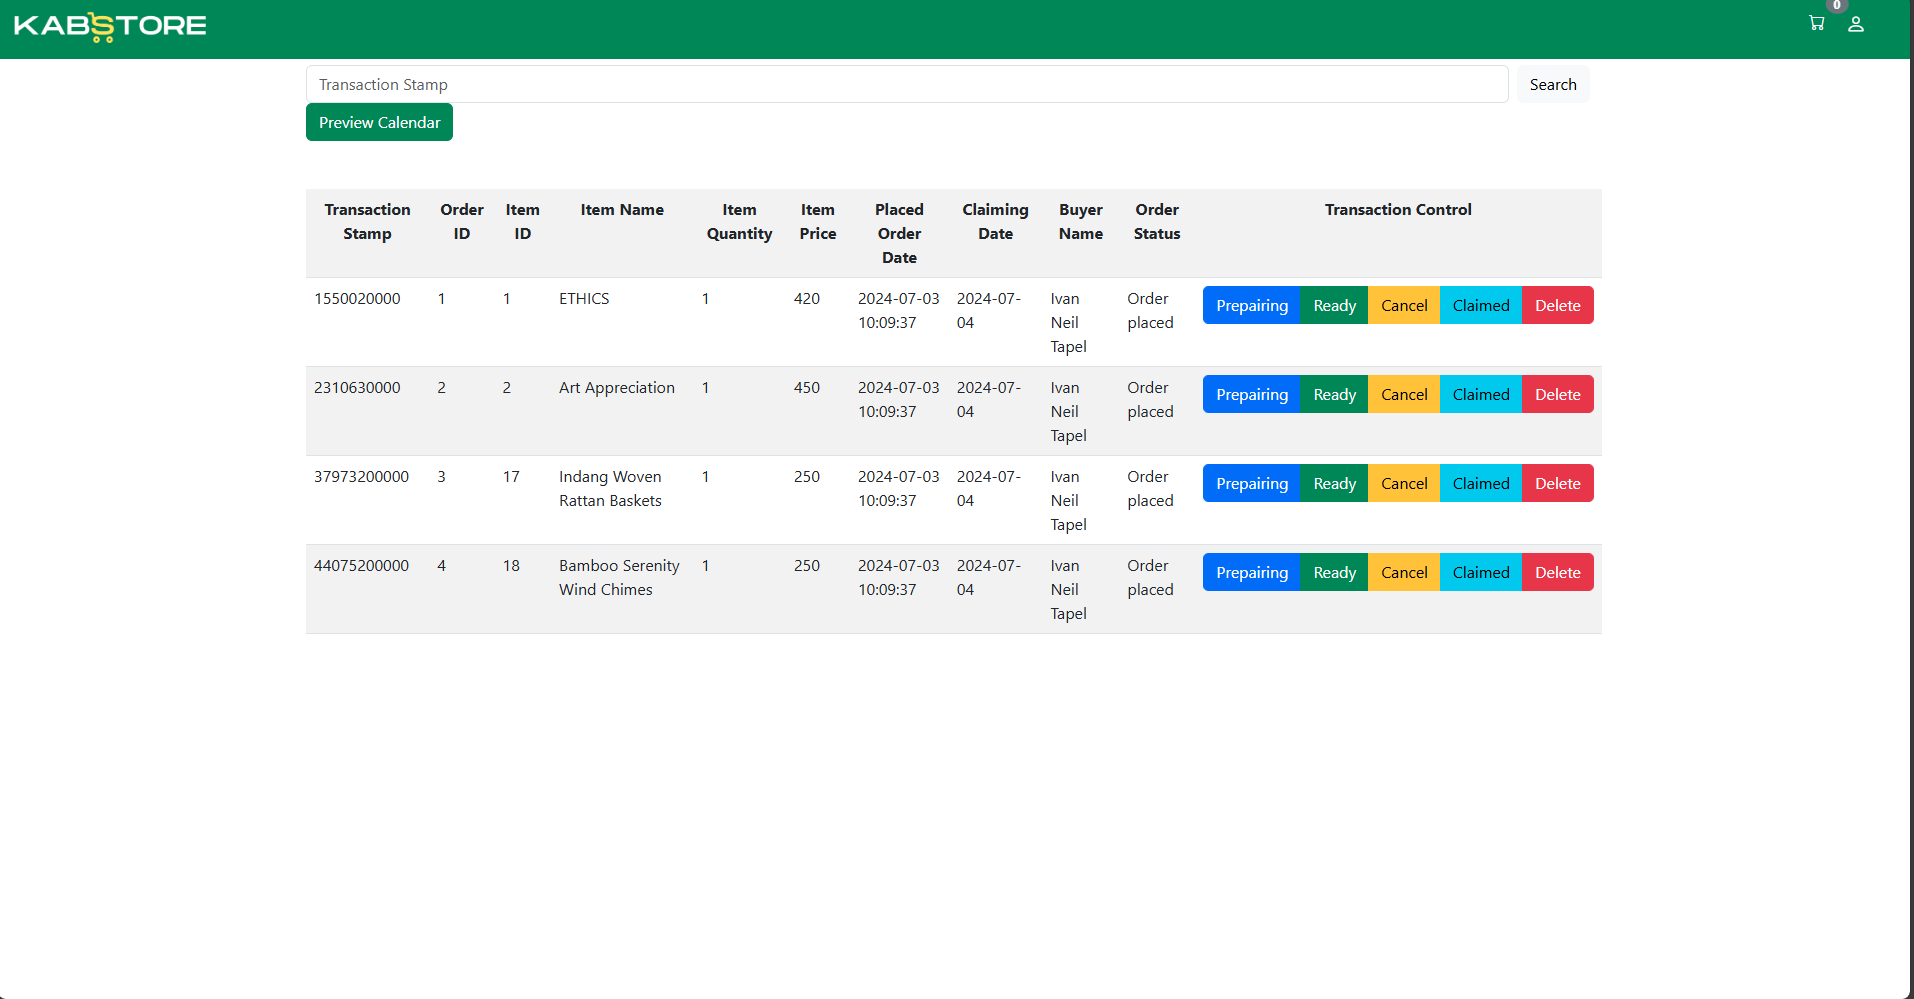 KABSTORE
0
Transaction Stamp
Search
Preview Calendar
Transaction Stamp Order ID Item ID Item Name Item Quantity Item Price Placed Order Date Claiming Date Buyer Name Order Status Transaction Control
1550020000 1 1 ETHICS 1 420 2024-07-03 10:09:37 2024-07-04 Ivan Neil Tapel Order placed Prepairing Ready Cancel Claimed Delete
2310630000 2 2 Art Appreciation 1 450 2024-07-03 10:09:37 2024-07-04 Ivan Neil Tapel Order placed Prepairing Ready Cancel Claimed Delete
37973200000 3 17 Indang Woven Rattan Baskets 1 250 2024-07-03 10:09:37 2024-07-04 Ivan Neil Tapel Order placed Prepairing Ready Cancel Claimed Delete
44075200000 4 18 Bamboo Serenity Wind Chimes 1 250 2024-07-03 10:09:37 2024-07-04 Ivan Neil Tapel Order placed Prepairing Ready Cancel Claimed Delete